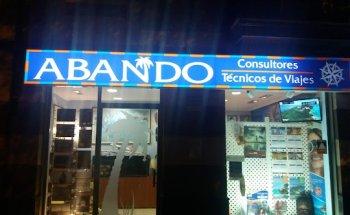 ABANDO
Consultores
Técnicos de Viajes